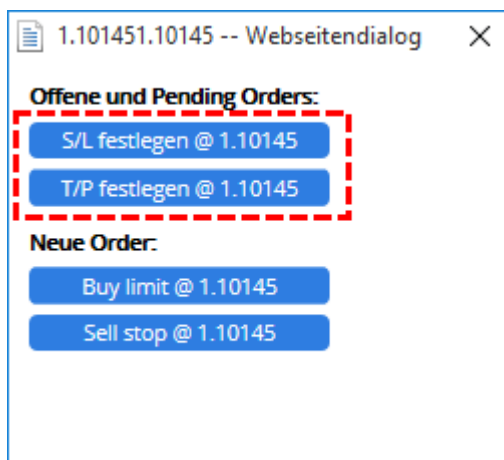 1.101451.10145 -- Webseitendialog
Offene und Pending Orders:
S/L festlegen @ 1.10145
T/P festlegen @ 1.10145
Neue Order:
Buy limit @ 1.10145
Sell stop @ 1.10145